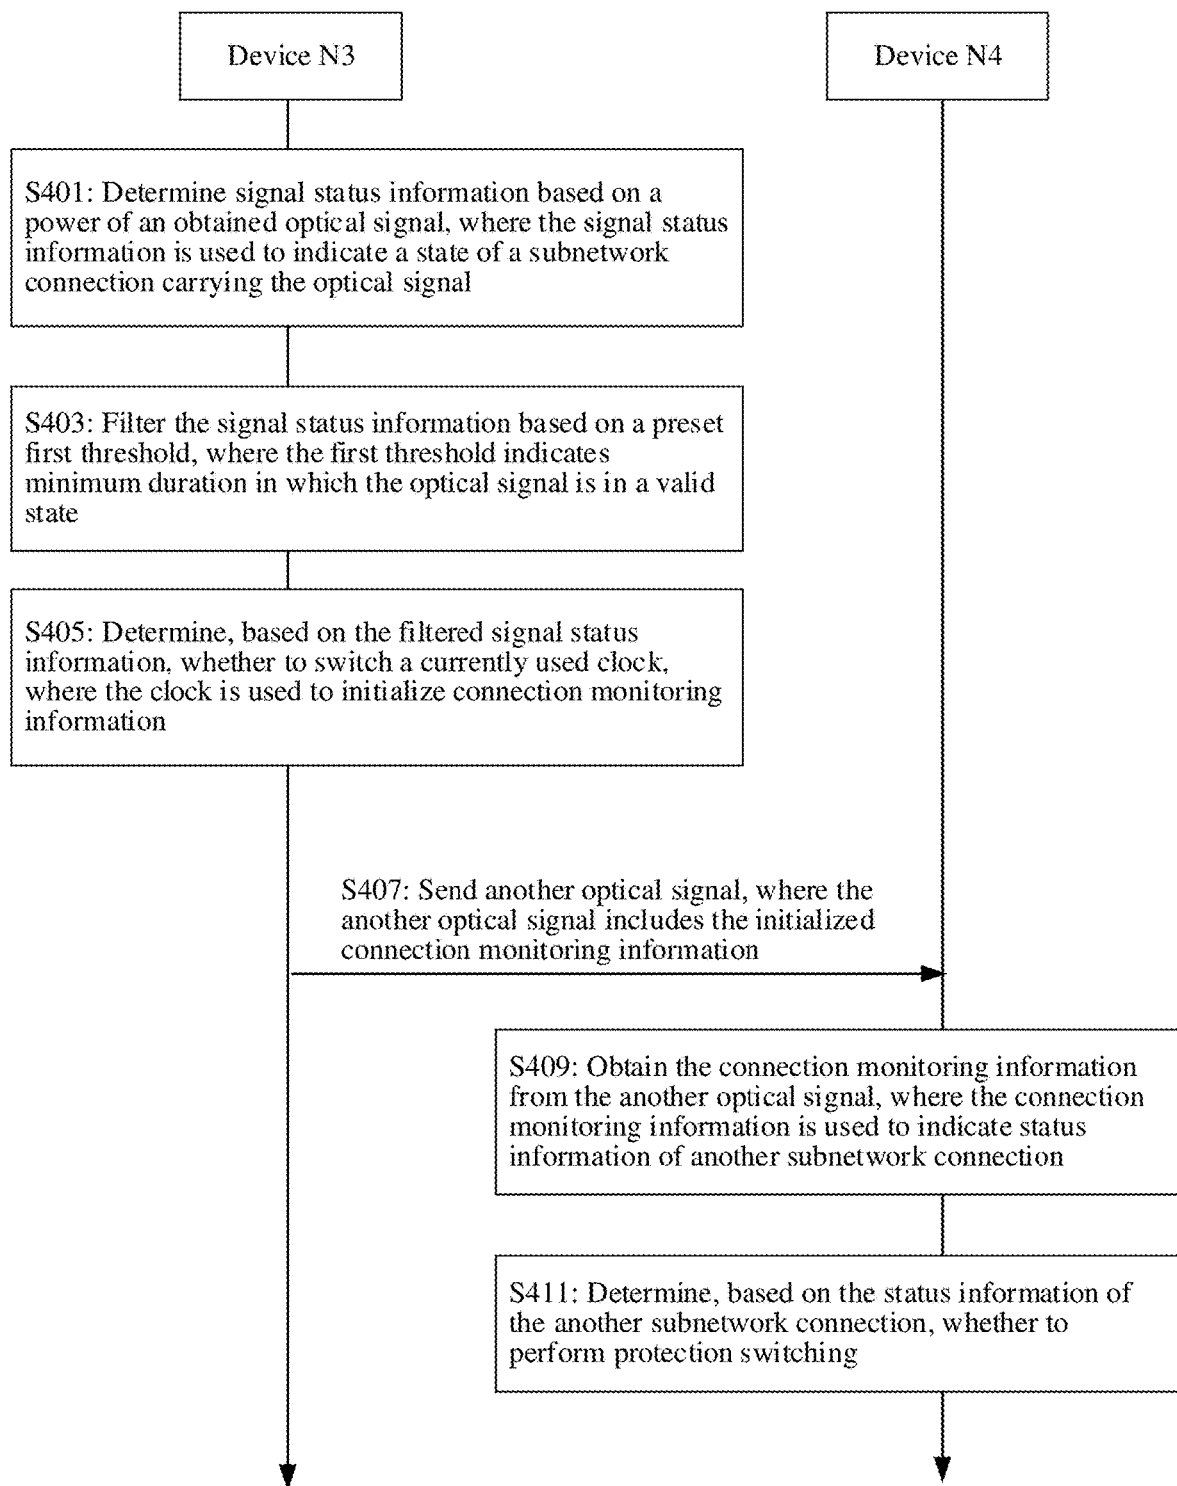 Device N3
Device N4
S401: Determine signal status information based on a
power of an obtained optical signal, where the signal status
information is used to indicate a state of a subnetwork
connection carrying the optical signal
S403: Filter the signal status information based on a preset
first threshold, where the first threshold indicates
minimum duration in which the optical signal is in a valid
state
S405: Determine, based on the filtered signal status
information, whether to switch a currently used clock,
where the clock is used to initialize connection monitoring
information
S407: Send another optical signal, where the
another optical signal includes the initialized
connection monitoring information
S409: Obtain the connection monitoring information
from the another optical signal, where the connection
monitoring information is used to indicate status
information of another subnetwork connection
S411: Determine, based on the status information of
the another subnetwork connection, whether to
perform protection switching